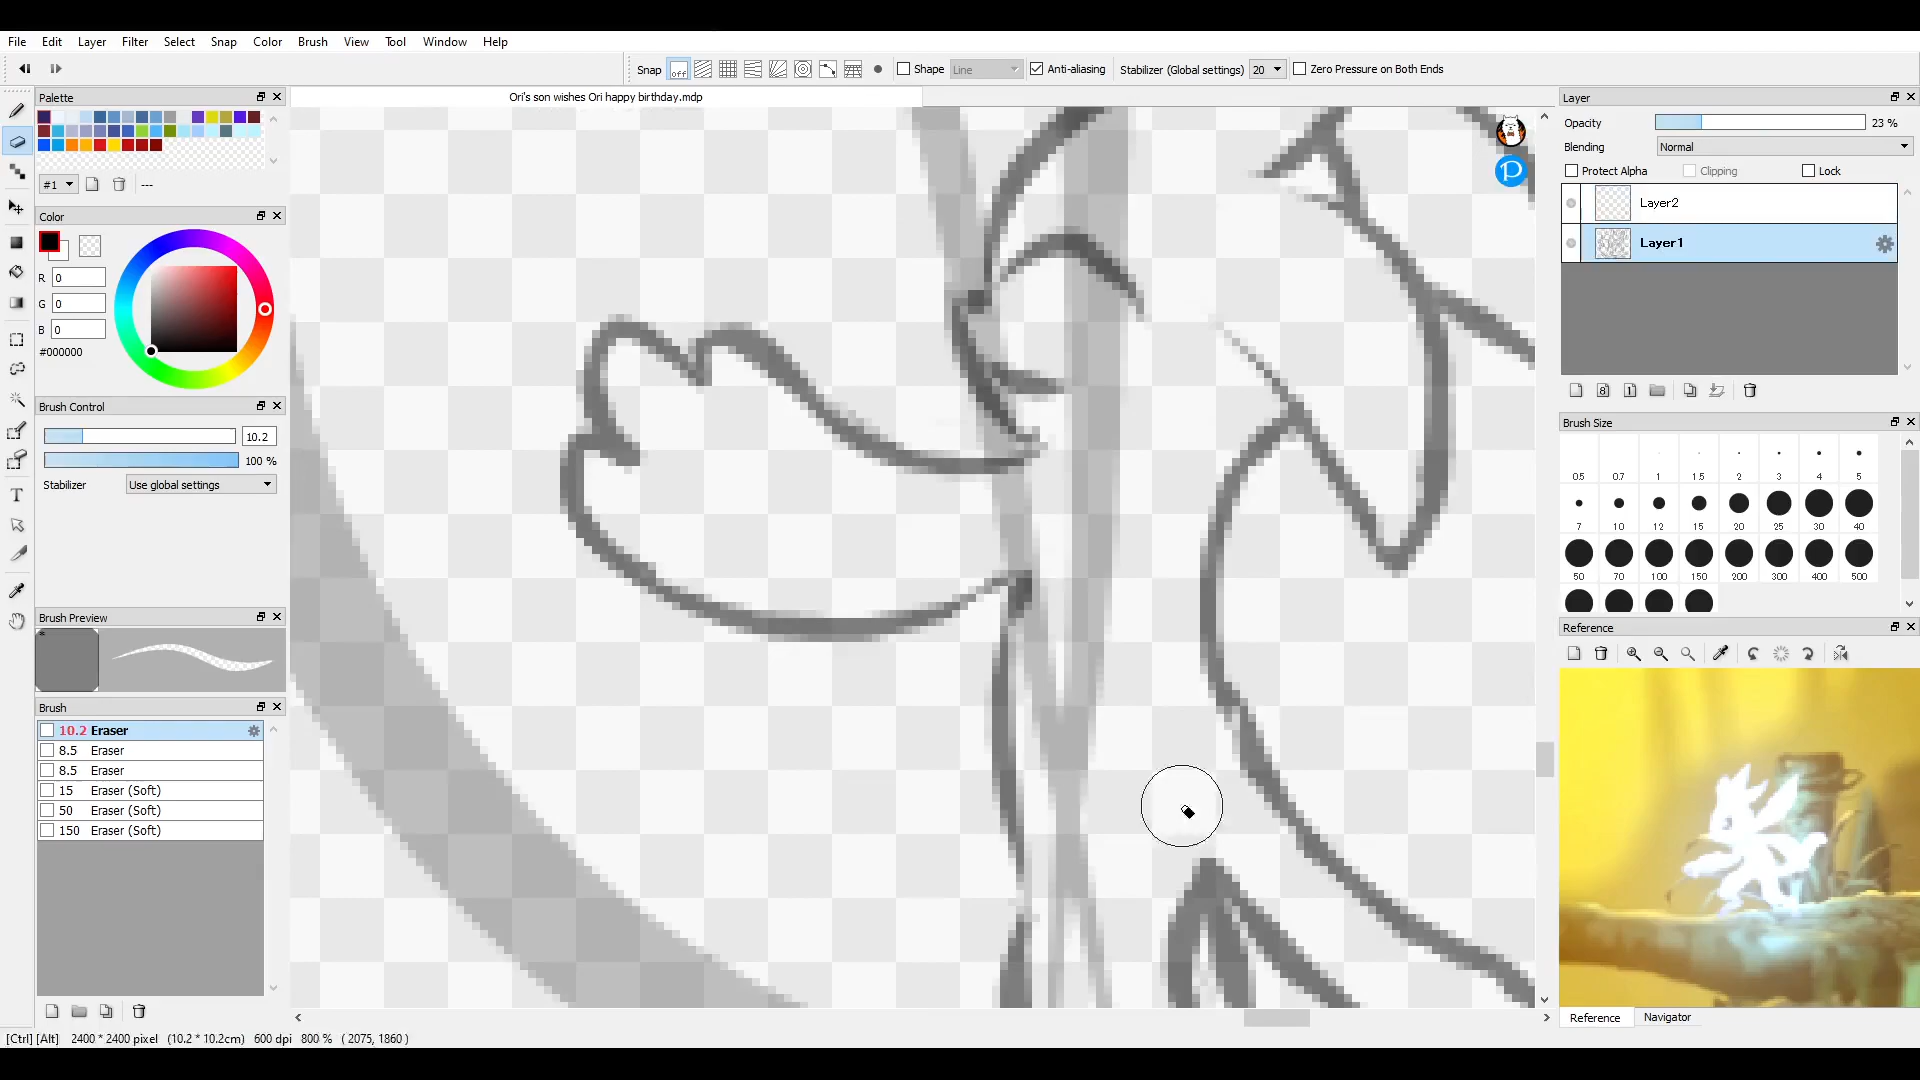 File Edit Layer Filter Select Snap Color Brush View Tool Window Help
Snap off Shape Line Anti-aliasing Stabilizer (Global settings) 20 Zero Pressure on Both Ends
Palette
Ori's son wishes Ori happy birthday.mdp
#1 ---
Color
R 0
G 0
B 0
#000000
Brush Control
10.2
100 %
Stabilizer Use global settings
Brush Preview
Brush
10.2 Eraser
8.5 Eraser
8.5 Eraser
15 Eraser (Soft)
50 Eraser (Soft)
150 Eraser (Soft)
Layer
Opacity 23 %
Blending Normal
Protect Alpha Clipping Lock
Layer2
Layer1
Brush Size
0.5 0.7 1 1.5 2 3 4 5
7 10 12 15 20 25 30 40
50 70 100 150 200 300 400 500
Reference
Reference Navigator
[Ctrl] [Alt] 2400 * 2400 pixel (10.2 * 10.2cm) 600 dpi 800 % ( 2075, 1860 )